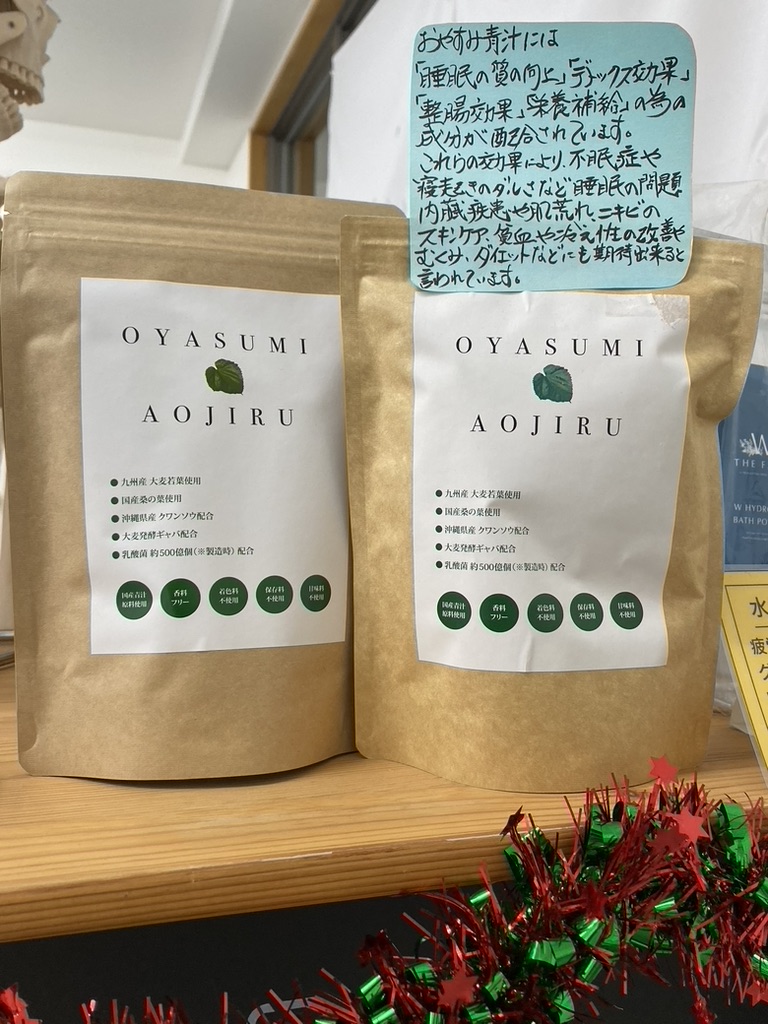 おやすみ青汁には
「睡眠の質の向上」「デトックス効果」
「整腸効果」「栄養補給」の為の
成分が配合されています。
これらの効果により、不眠症や
寝起きのダルさなど睡眠の問題
内臓疾患や肌荒れ、ニキビの
スキンケア、貧血や冷え性の改善や
むくみ、ダイエットなどにも期待出来ると
言われています。
OYASUMI
AOJIRU
●九州産 大麦若葉使用
●国産桑の葉使用
●沖縄県産 クワンソウ配合
●大麦発酵ギャバ配合
●乳酸菌 約500億個(※製造時) 配合
国産青汁
原料使用
香料
フリー
着色料
不使用
保存料
不使用
甘味料
不使用
OYASUMI
AOJIRU
●九州産 大麦若葉使用
●国産桑の葉使用
●沖縄県産 クワンソウ配合
●大麦発酵ギャバ配合
●乳酸菌 約500億個(※製造時) 配合
国産青汁
原料使用
香料
フリー
着色料
不使用
保存料
不使用
甘味料
不使用
W
THE F
W HYDRO
BATH PO
水
疲